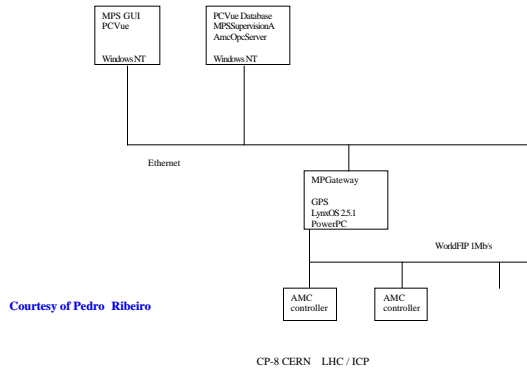 MPS GUI
PCVue
Windows NT
PCVue Database
MPSSupervisionA
AmcOpcServer
Windows NT
Ethernet
MPGateway
GPS
LynxOS 2.5.1
PowerPC
WorldFIP 1Mb/s
AMC
controller
AMC
controller
Courtesy of Pedro Ribeiro
CP-8 CERN LHC / ICP